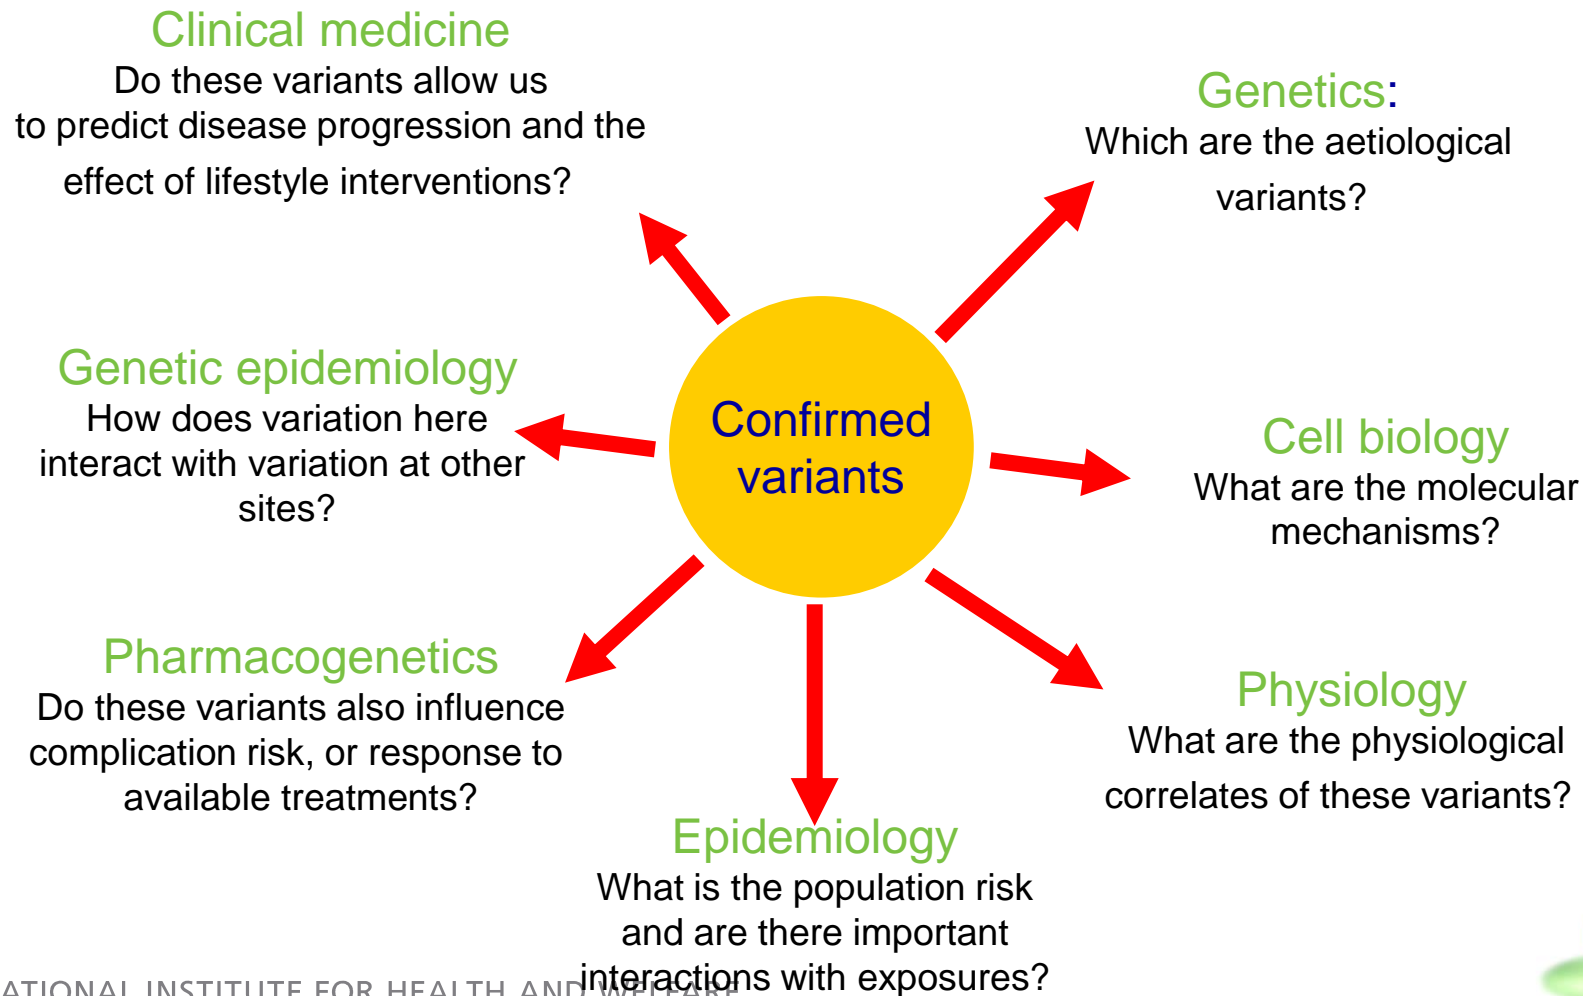 Clinical medicine
Do these variants allow us
to predict disease progression and the
effect of lifestyle interventions?
Genetics:
Which are the aetiological
variants?
Genetic epidemiology
How does variation here
interact with variation at other
sites?
Confirmed
variants
Cell biology
What are the molecular
mechanisms?
Pharmacogenetics
Do these variants also influence
complication risk, or response to
available treatments?
Physiology
What are the physiological
correlates of these variants?
Epidemiology
What is the population risk
and are there important
interactions with exposures?
ATIONAL INSTITUTE FOR HEALTH AND WELFARE